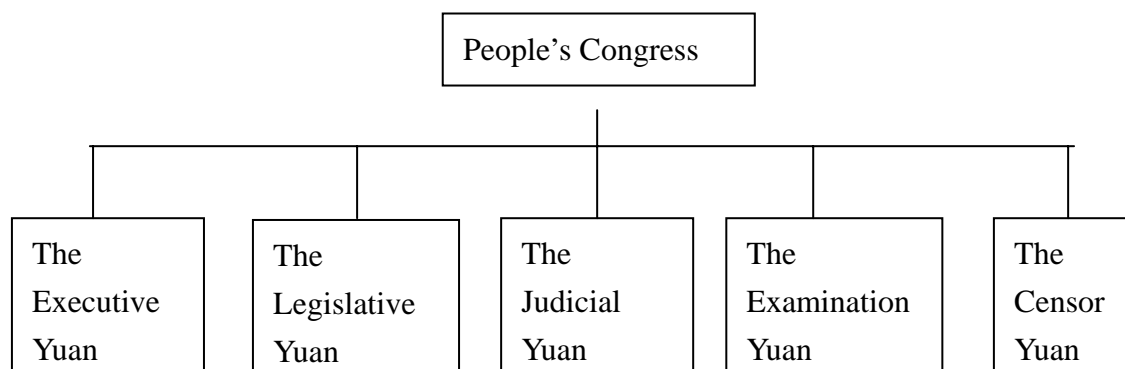 People’s Congress
The
Executive
Yuan
The
Legislative
Yuan
The
Judicial
Yuan
The
Examination
Yuan
The
Censor
Yuan